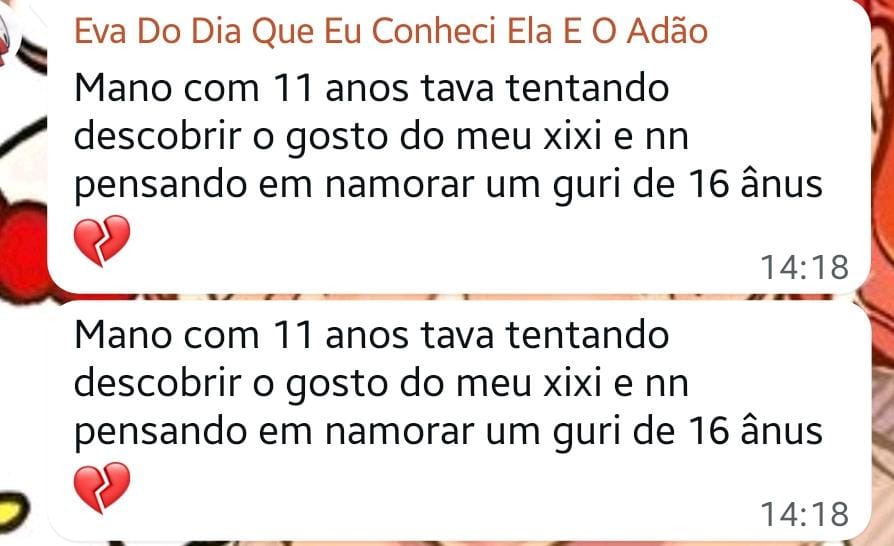 Eva Do Dia Que Eu Conheci Ela E O Adão
Mano com 11 anos tava tentando
descobrir o gosto do meu xixi e nn
pensando em namorar um guri de 16 ânus
💔
14:18
Mano com 11 anos tava tentando
descobrir o gosto do meu xixi e nn
pensando em namorar um guri de 16 ânus
💔
14:18